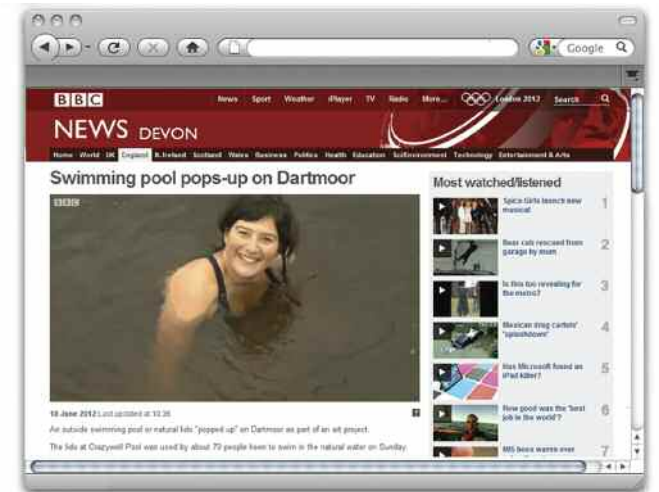 Google
BBC
News Sport Weather iPlayer TV Radio More... London 2012 Search
NEWS DEVON
Home World UK England N.Ireland Scotland Wales Business Politics Health Education Sci/Environment Technology Entertainment & Arts
Swimming pool pops-up on Dartmoor
BBC
18 June 2012 Last updated at 10:36
An outside swimming pool or natural lido "popped up" on Dartmoor as part of an art project.
The lido at Crazywell Pool was used by about 70 people keen to swim in the natural water on Sunday.
Most watched/listened
Spice Girls launch new
musical
1
Bear cub rescued from
garage by mum
2
Is this too revealing for
the metro?
3
Mexican drug cartels'
'splashdown'
4
Has Microsoft found an
iPad killer?
5
How good was the 'best
job in the world'?
6
MI5 boss warns over
7